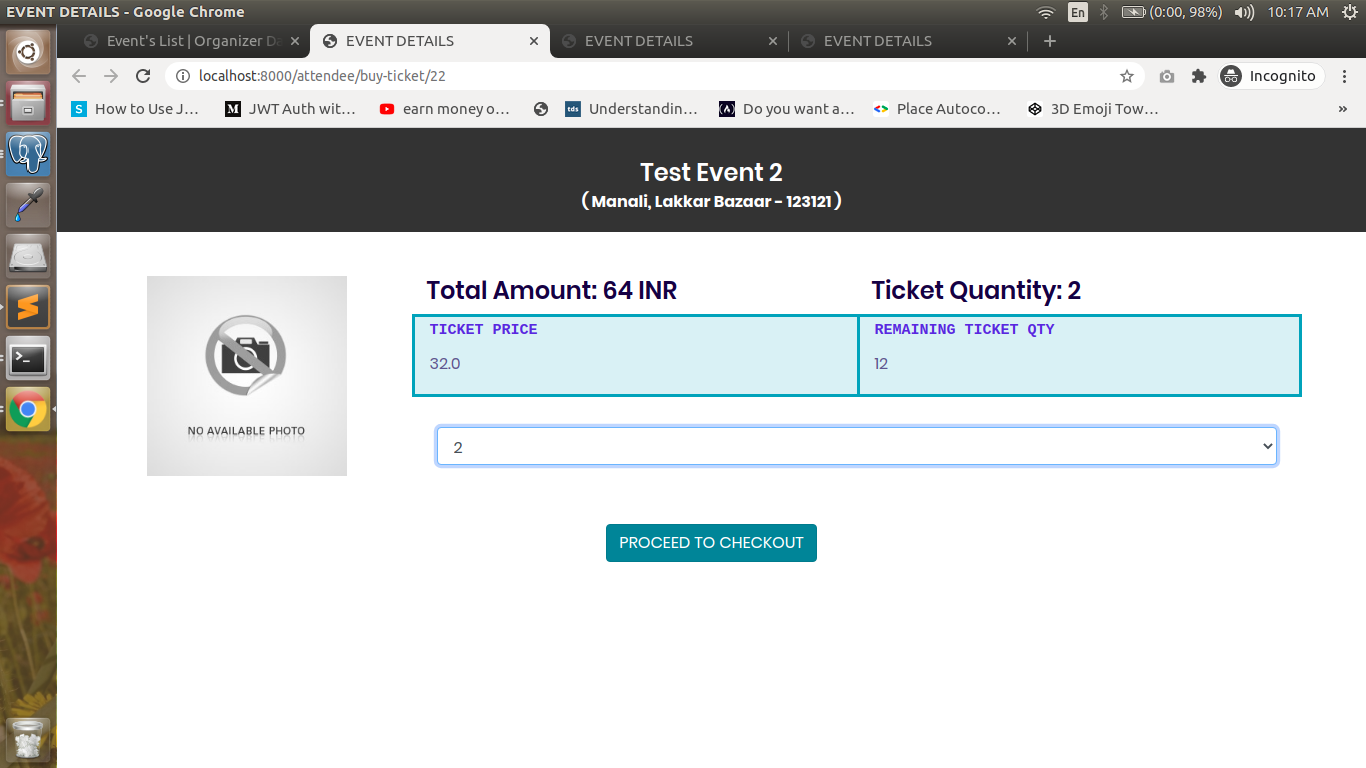 EVENT DETAILS - Google Chrome
En
(0:00, 98%)
10:17 AM
Event's List | Organizer Da
EVENT DETAILS
EVENT DETAILS
EVENT DETAILS
localhost:8000/attendee/buy-ticket/22
Incognito
S How to Use J...
M JWT Auth wit...
earn money o...
tds Understandin...
Do you want a...
Place Autoco...
3D Emoji Tow...
»
Test Event 2
( Manali, Lakkar Bazaar - 123121 )
Total Amount: 64 INR
Ticket Quantity: 2
TICKET PRICE
REMAINING TICKET QTY
32.0
12
NO AVAILABLE PHOTO
2
PROCEED TO CHECKOUT